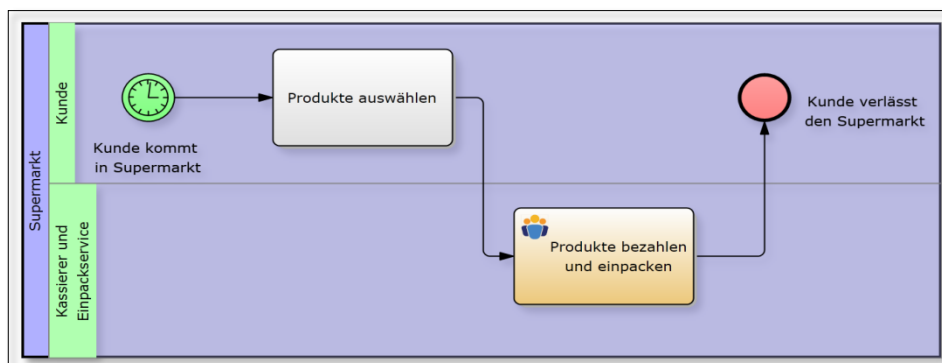 Supermarkt
Kunde
Kunde kommt
in Supermarkt
Produkte auswählen
Kunde verlässt
den Supermarkt
Kassierer und
Einpackservice
Produkte bezahlen
und einpacken